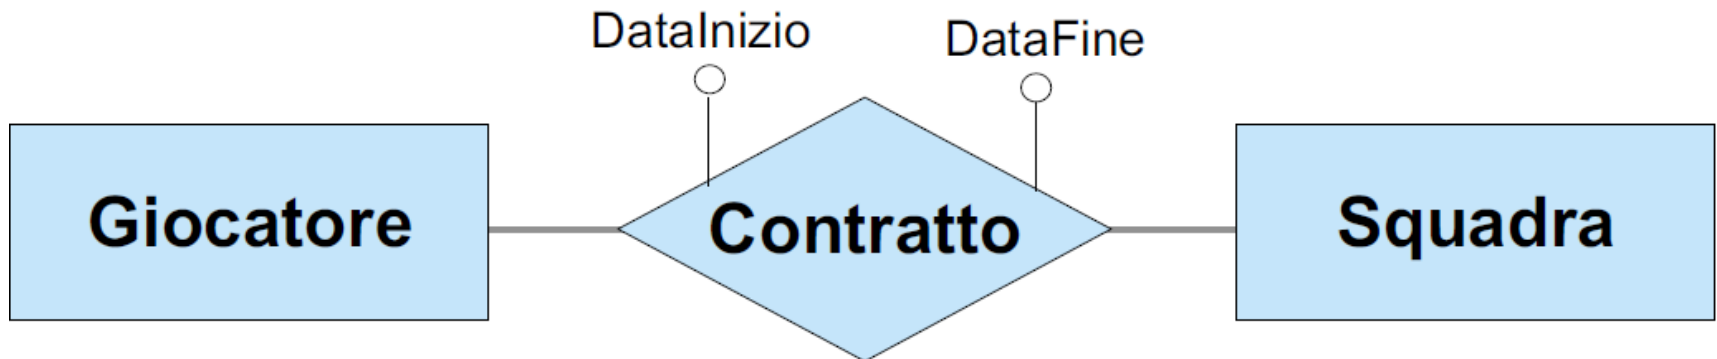 DataInizio
DataFine
Giocatore
Contratto
Squadra